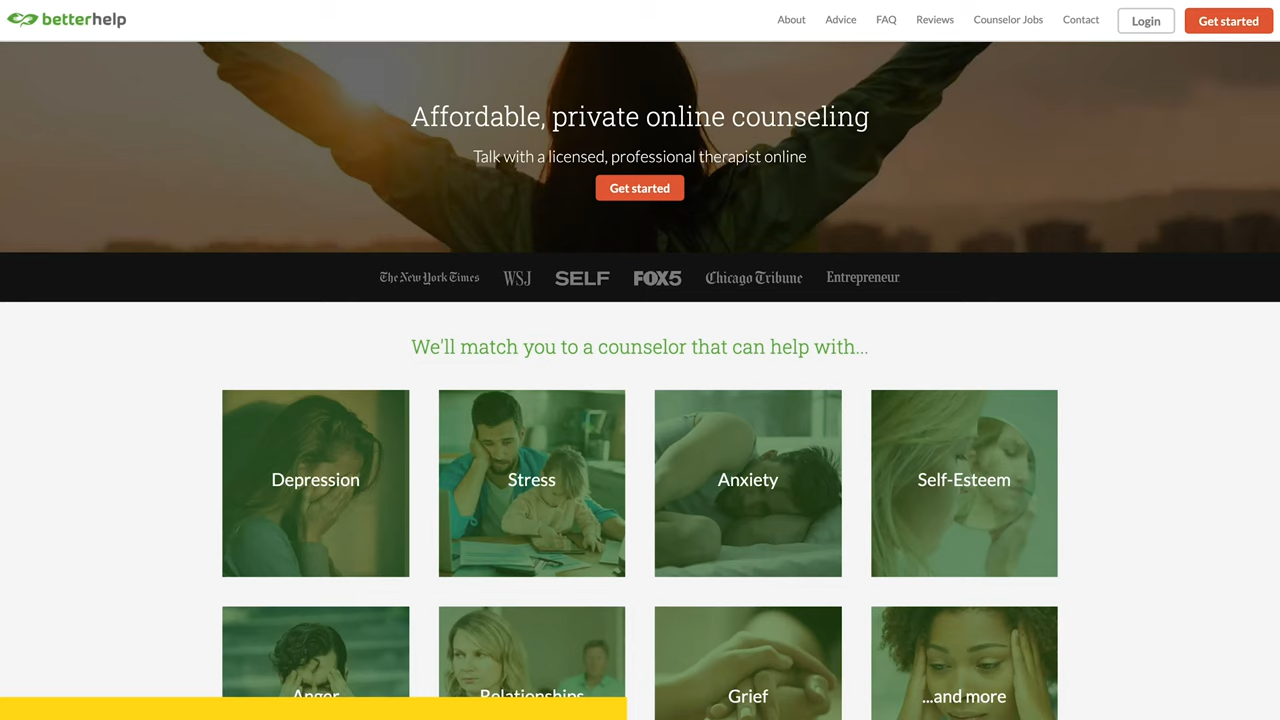 betterhelp
About Advice FAQ Reviews Counselor Jobs Contact Login Get started
Affordable, private online counseling
Talk with a licensed, professional therapist online
Get started
The New York Times WSJ SELF FOX5 Chicago Tribune Entrepreneur
We'll match you to a counselor that can help with...
Depression Stress Anxiety Self-Esteem
Anger Relationships Grief ...and more